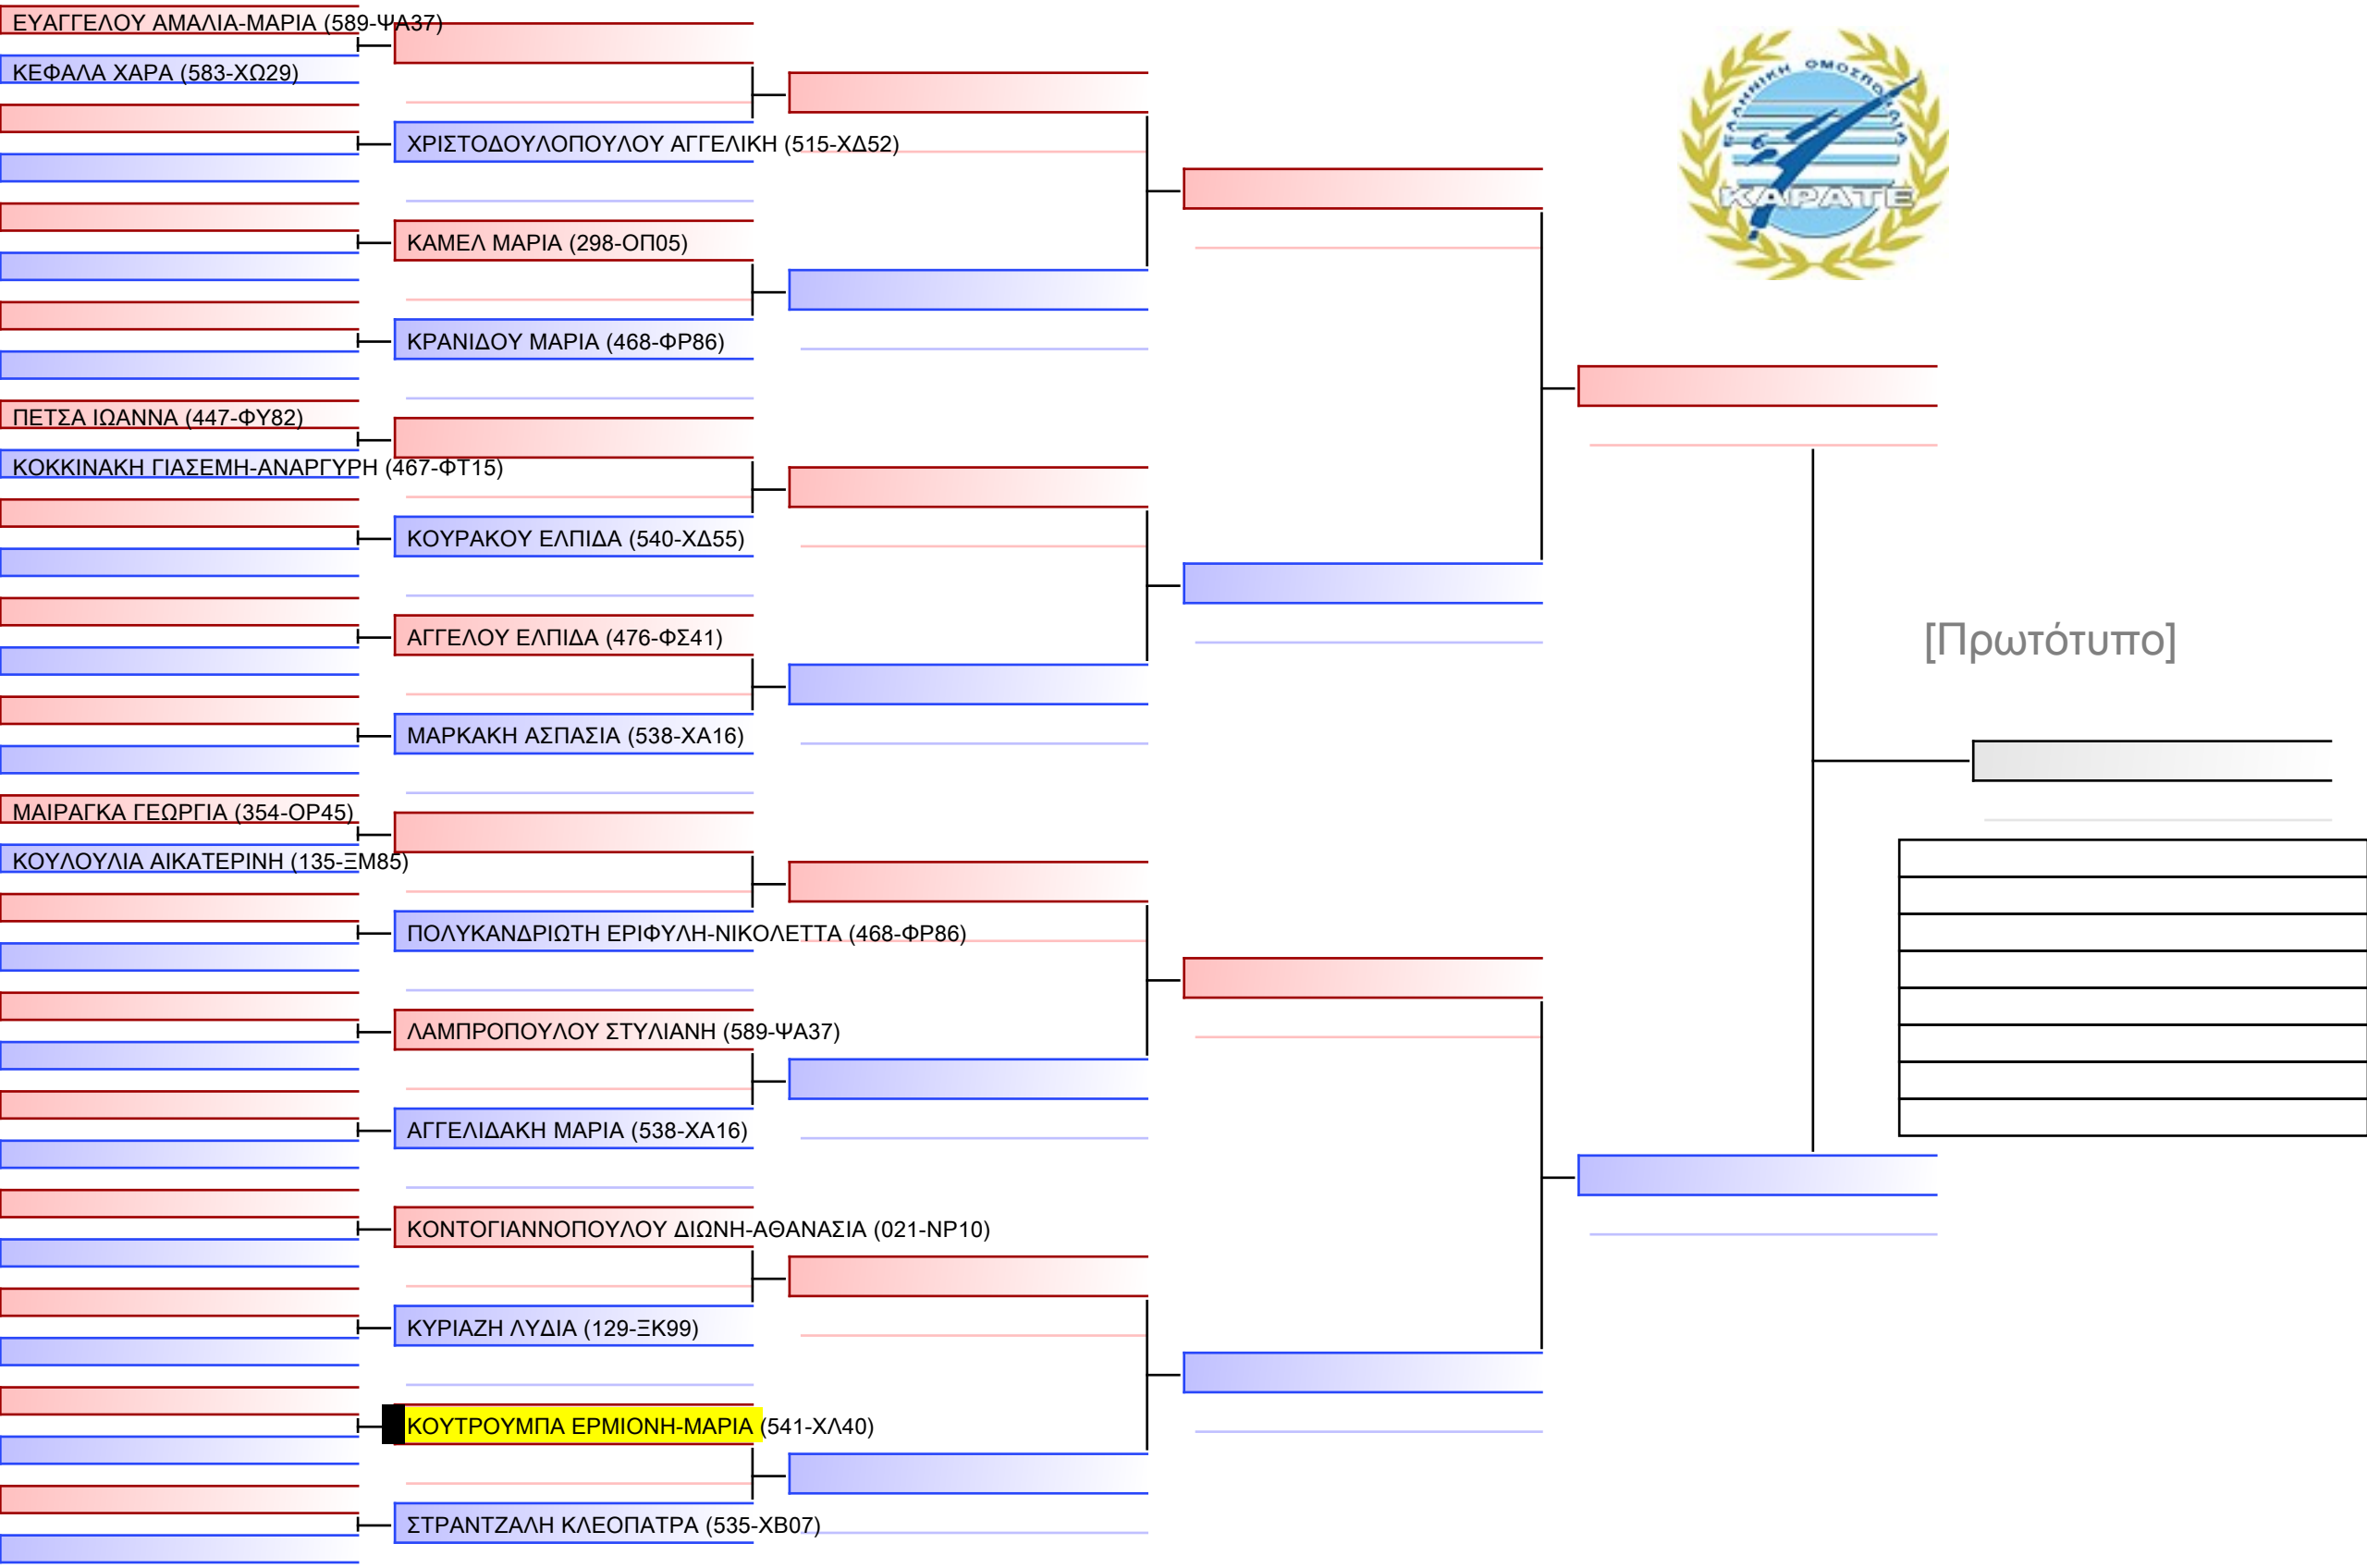 ΕΥΑΓΓΕΛΟΥ ΑΜΑΛΙΑ-ΜΑΡΙΑ (589-ΨΑ37)
ΚΕΦΑΛΑ ΧΑΡΑ (583-ΧΩ29)
ΧΡΙΣΤΟΔΟΥΛΟΠΟΥΛΟΥ ΑΓΓΕΛΙΚΗ (515-ΧΔ52)
ΕΛΛΗΝΙΚΗ ΟΜΟΣΠΟΝΔΙΑ
ΚΑΡΑΤΕ
ΚΑΜΕΛ ΜΑΡΙΑ (298-ΟΠ05)
ΚΡΑΝΙΔΟΥ ΜΑΡΙΑ (468-ΦΡ86)
ΠΕΤΣΑ ΙΩΑΝΝΑ (447-ΦΥ82)
ΚΟΚΚΙΝΑΚΗ ΓΙΑΣΕΜΗ-ΑΝΑΡΓΥΡΗ (467-ΦΤ15)
ΚΟΥΡΑΚΟΥ ΕΛΠΙΔΑ (540-ΧΔ55)
ΑΓΓΕΛΟΥ ΕΛΠΙΔΑ (476-ΦΣ41)
[Πρωτότυπο]
ΜΑΡΚΑΚΗ ΑΣΠΑΣΙΑ (538-ΧΑ16)
ΜΑΙΡΑΓΚΑ ΓΕΩΡΓΙΑ (354-ΟΡ45)
ΚΟΥΛΟΥΛΙΑ ΑΙΚΑΤΕΡΙΝΗ (135-ΞΜ85)
ΠΟΛΥΚΑΝΔΡΙΩΤΗ ΕΡΙΦΥΛΗ-ΝΙΚΟΛΕΤΤΑ (468-ΦΡ86)
ΛΑΜΠΡΟΠΟΥΛΟΥ ΣΤΥΛΙΑΝΗ (589-ΨΑ37)
ΑΓΓΕΛΙΔΑΚΗ ΜΑΡΙΑ (538-ΧΑ16)
ΚΟΝΤΟΓΙΑΝΝΟΠΟΥΛΟΥ ΔΙΩΝΗ-ΑΘΑΝΑΣΙΑ (021-ΝΡ10)
ΚΥΡΙΑΖΗ ΛΥΔΙΑ (129-ΞΚ99)
ΚΟΥΤΡΟΥΜΠΑ ΕΡΜΙΟΝΗ-ΜΑΡΙΑ (541-ΧΛ40)
ΣΤΡΑΝΤΖΑΛΗ ΚΛΕΟΠΑΤΡΑ (535-ΧΒ07)